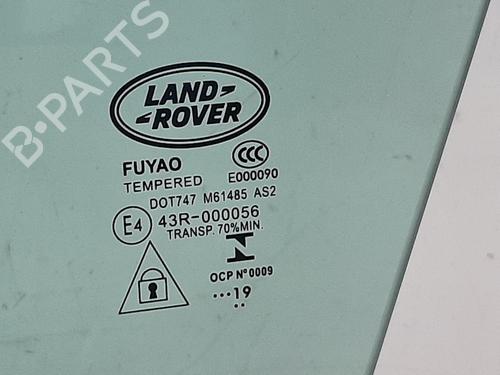 B-PARTS
LAND-
-ROVER
FUYAO
TEMPERED
CCC
E000090
DOT747 M61485 AS2
E4
43R-000056
TRANSP. 70% MIN.
N
OCP N°0009
···19
··